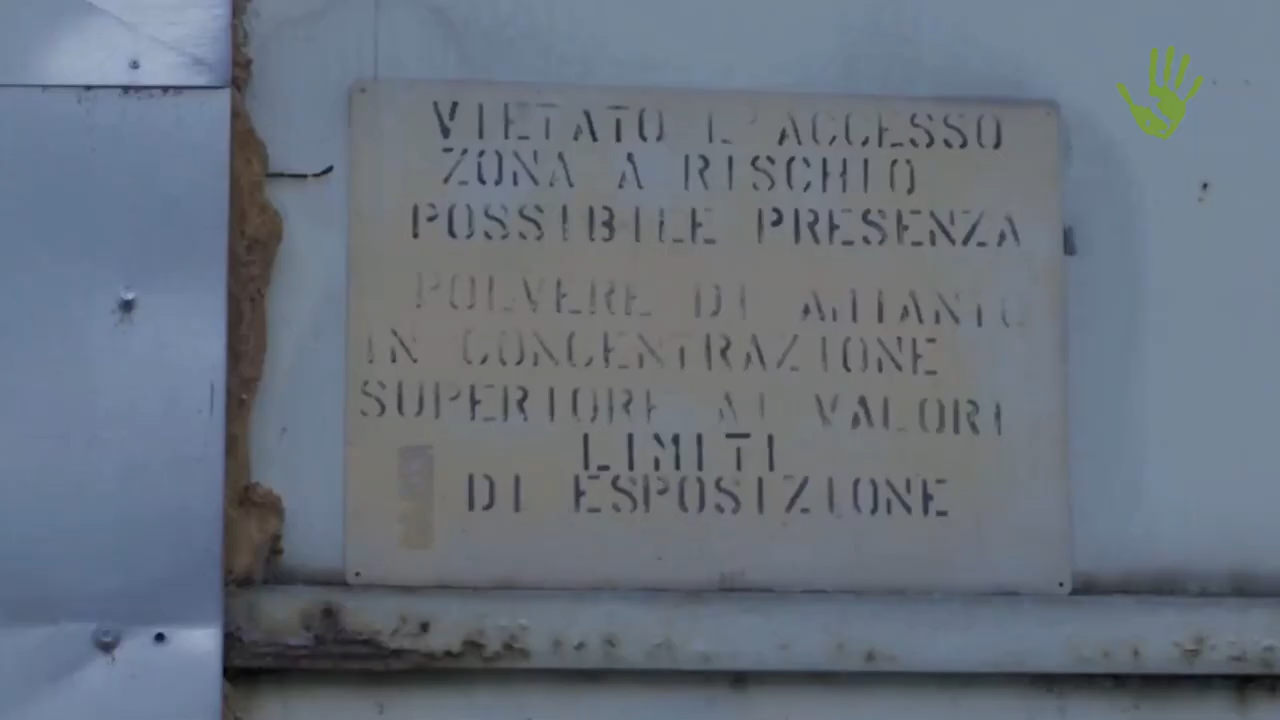 VIETATO L'ACCESSO
ZONA A RISCHIO
POSSIBILE PRESENZA
POLVERE DI AMIANTO
IN CONCENTRAZIONE
SUPERIORE AI VALORI
LIMITI
DI ESPOSIZIONE